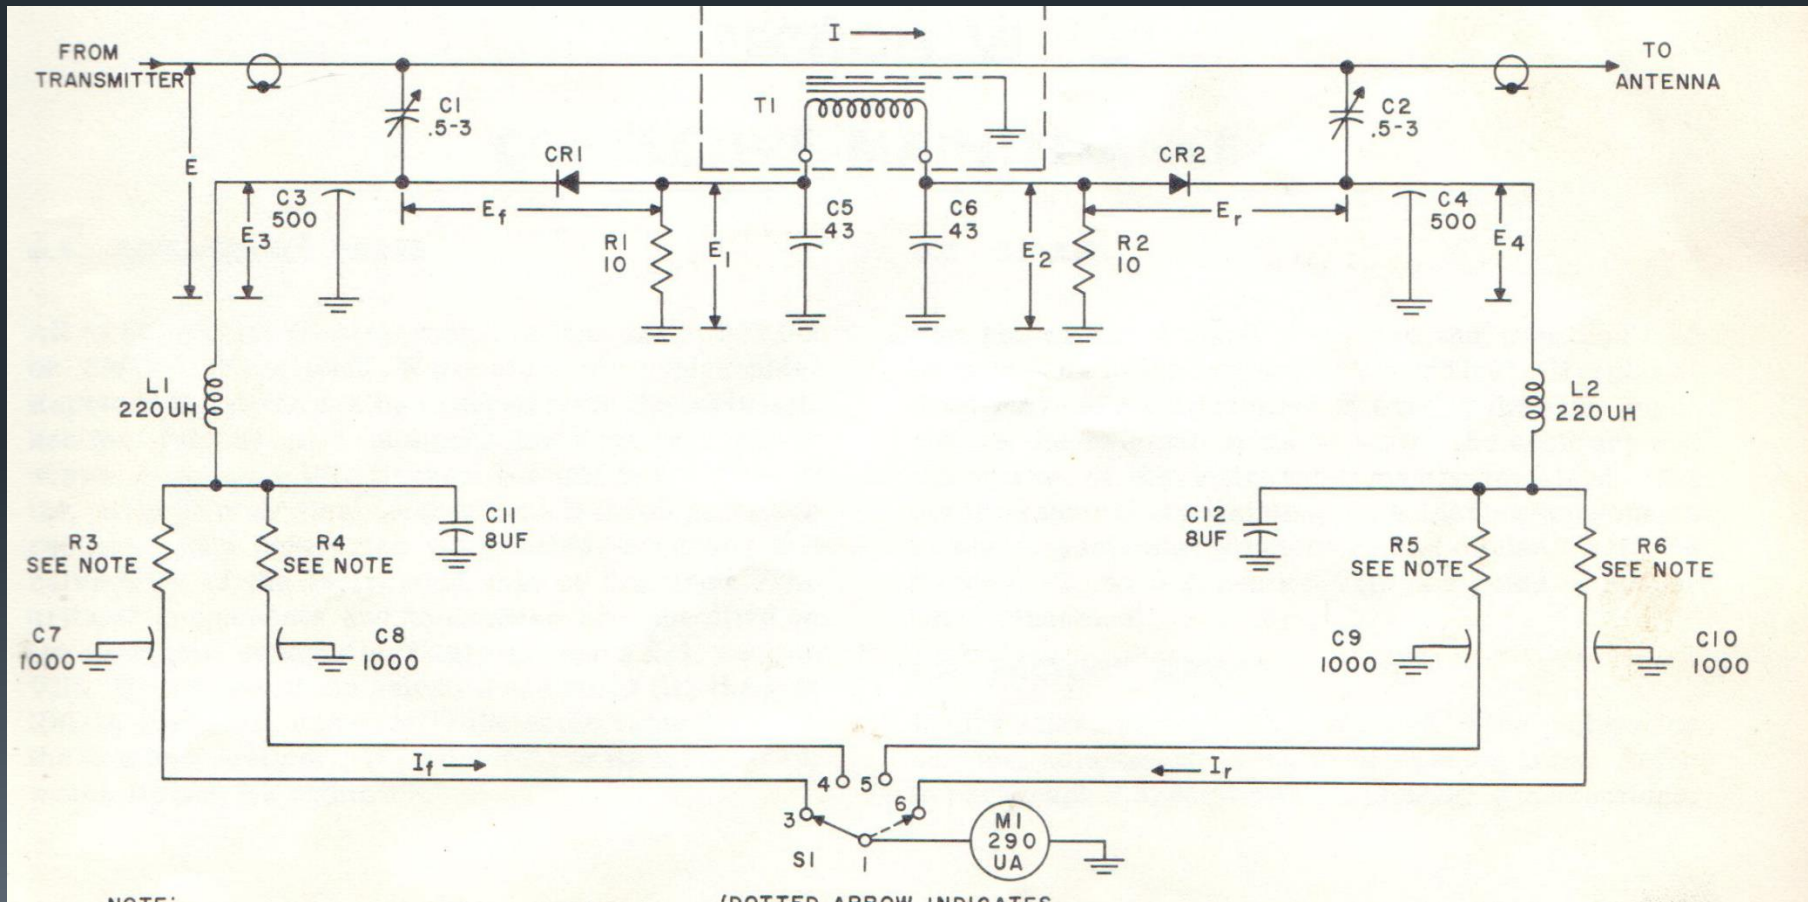 FROM
TRANSMITTER
TO
ANTENNA
I
T1
C1
.5-3
C2
.5-3
E
CR1
CR2
C3
500
E3
Ef
R1
10
E1
C5
43
C6
43
E2
R2
10
Er
C4
500
E4
L1
220UH
L2
220UH
R3
SEE NOTE
R4
SEE NOTE
C11
8UF
C12
8UF
R5
SEE NOTE
R6
SEE NOTE
C7
1000
C8
1000
C9
1000
C10
1000
If
Ir
4
5
3
6
S1
1
M1
290
UA
NOTE:
(DOTTED ARROW INDICATES